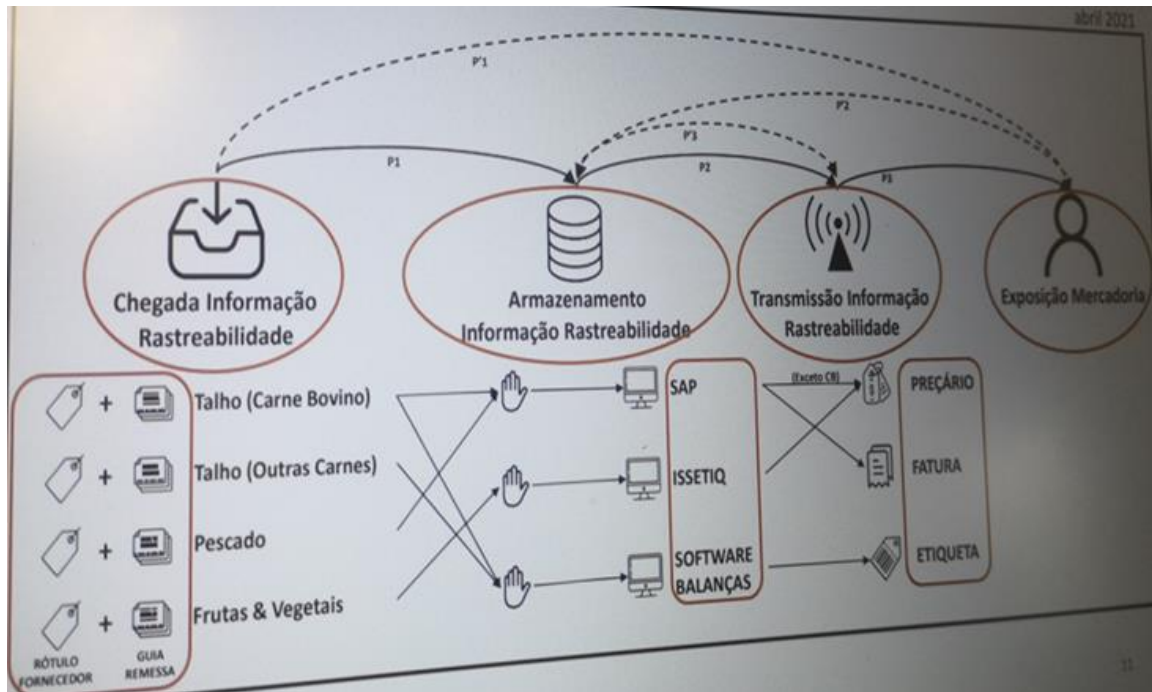 abril 2021
P'1
P'2
P'3
P1
P2
P3
Chegada Informação
Rastreabilidade
Armazenamento
Informação Rastreabilidade
Transmissão Informação
Rastreabilidade
Exposição Mercadoria
Talho (Carne Bovino)
SAP
(Exceto CB)
PREÇÁRIO
Talho (Outras Carnes)
ISSETIQ
FATURA
Pescado
SOFTWARE
BALANÇAS
ETIQUETA
Frutas & Vegetais
RÓTULO
FORNECEDOR
GUIA
REMESSA